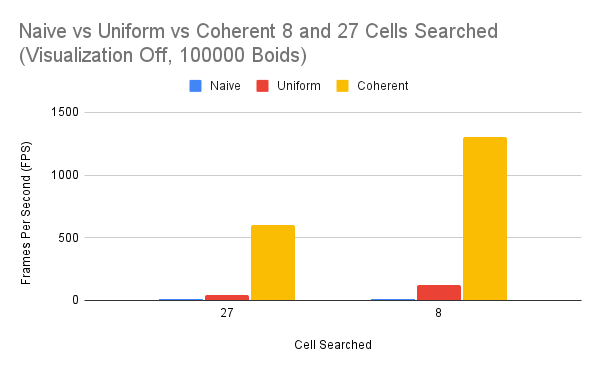 Naive vs Uniform vs Coherent 8 and 27 Cells Searched
(Visualization Off, 100000 Boids)
Naive Uniform Coherent
1500
1000
500
0
Frames Per Second (FPS)
27 8
Cell Searched